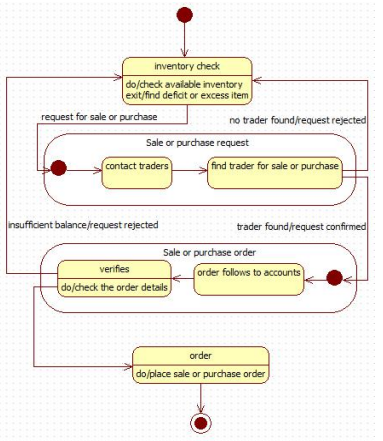 inventory check
do/check available inventory
exit/find deficit or excess item
request for sale or purchase
no trader found/request rejected
Sale or purchase request
contact traders
find trader for sale or purchase
insufficient balance/request rejected
trader found/request confirmed
Sale or purchase order
verifies
do/check the order details
order follows to accounts
order
do/place sale or purchase order